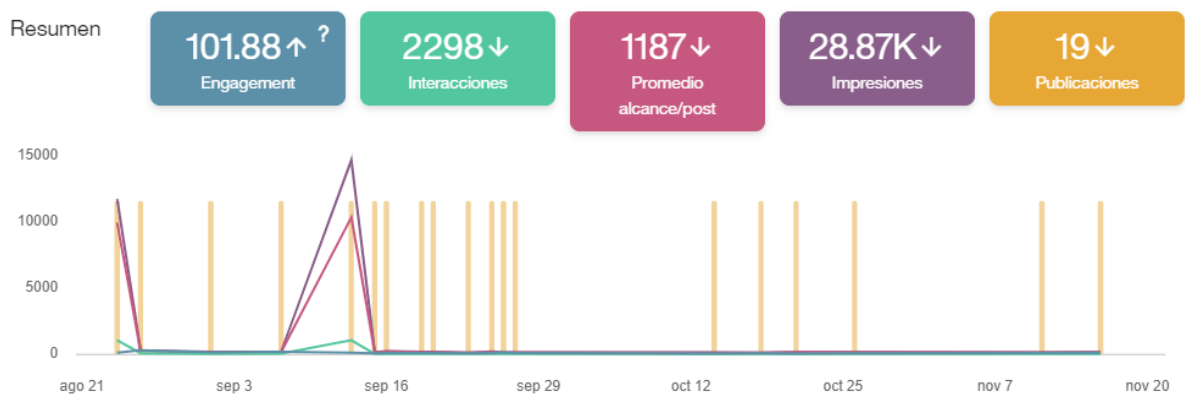 Resumen
101.88↑ ?
Engagement
2298↓
Interacciones
1187↓
Promedio
alcance/post
28.87K↓
Impresiones
19↓
Publicaciones
15000
10000
5000
0
ago 21
sep 3
sep 16
sep 29
oct 12
oct 25
nov 7
nov 20